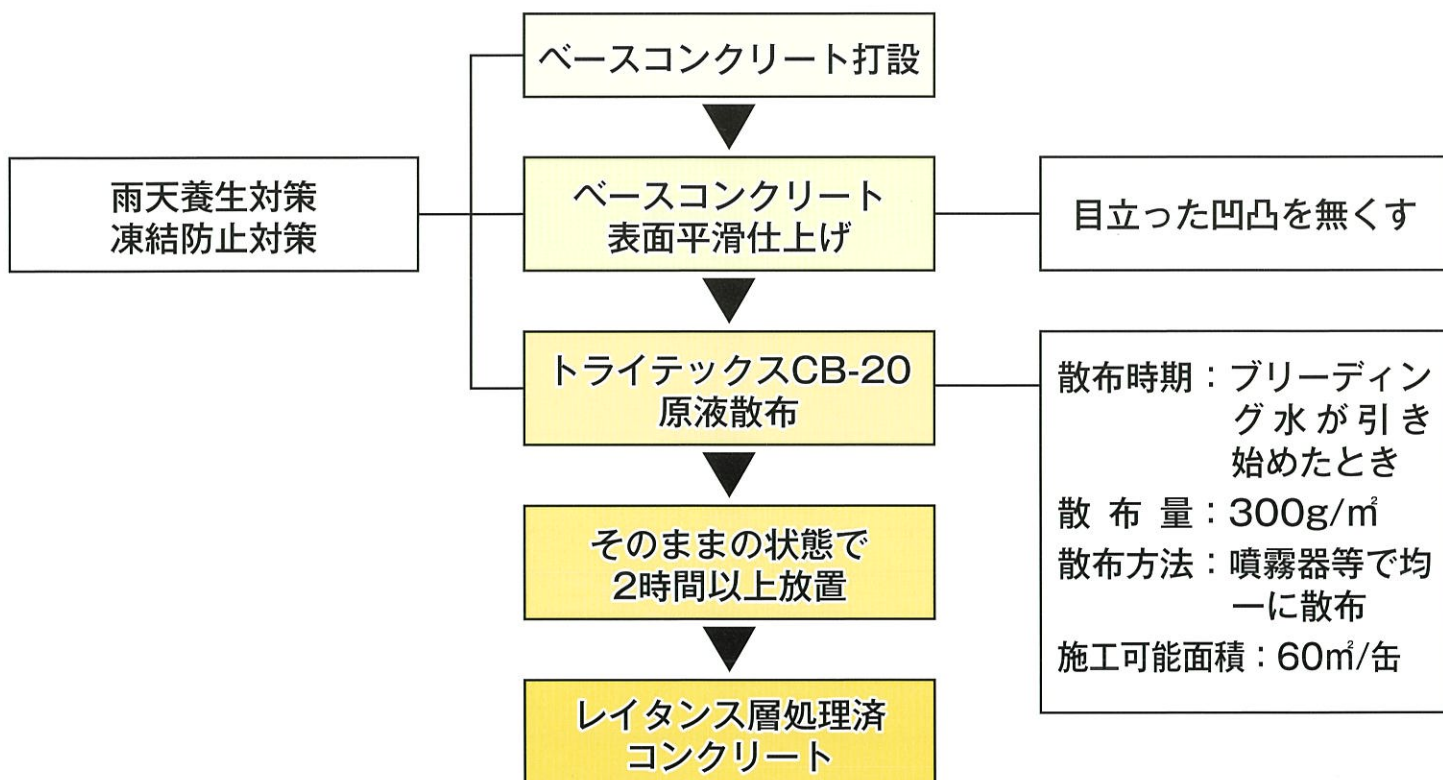 ベースコンクリート打設
雨天養生対策
凍結防止対策
ベースコンクリート
表面平滑仕上げ
目立った凹凸を無くす
トライテックスCB-20
原液散布
散布時期：ブリーディン
グ水が引き
始めたとき
散布量：300g/㎡
散布方法：噴霧器等で均
一に散布
施工可能面積：60㎡/缶
そのままの状態で
2時間以上放置
レイタンス層処理済
コンクリート